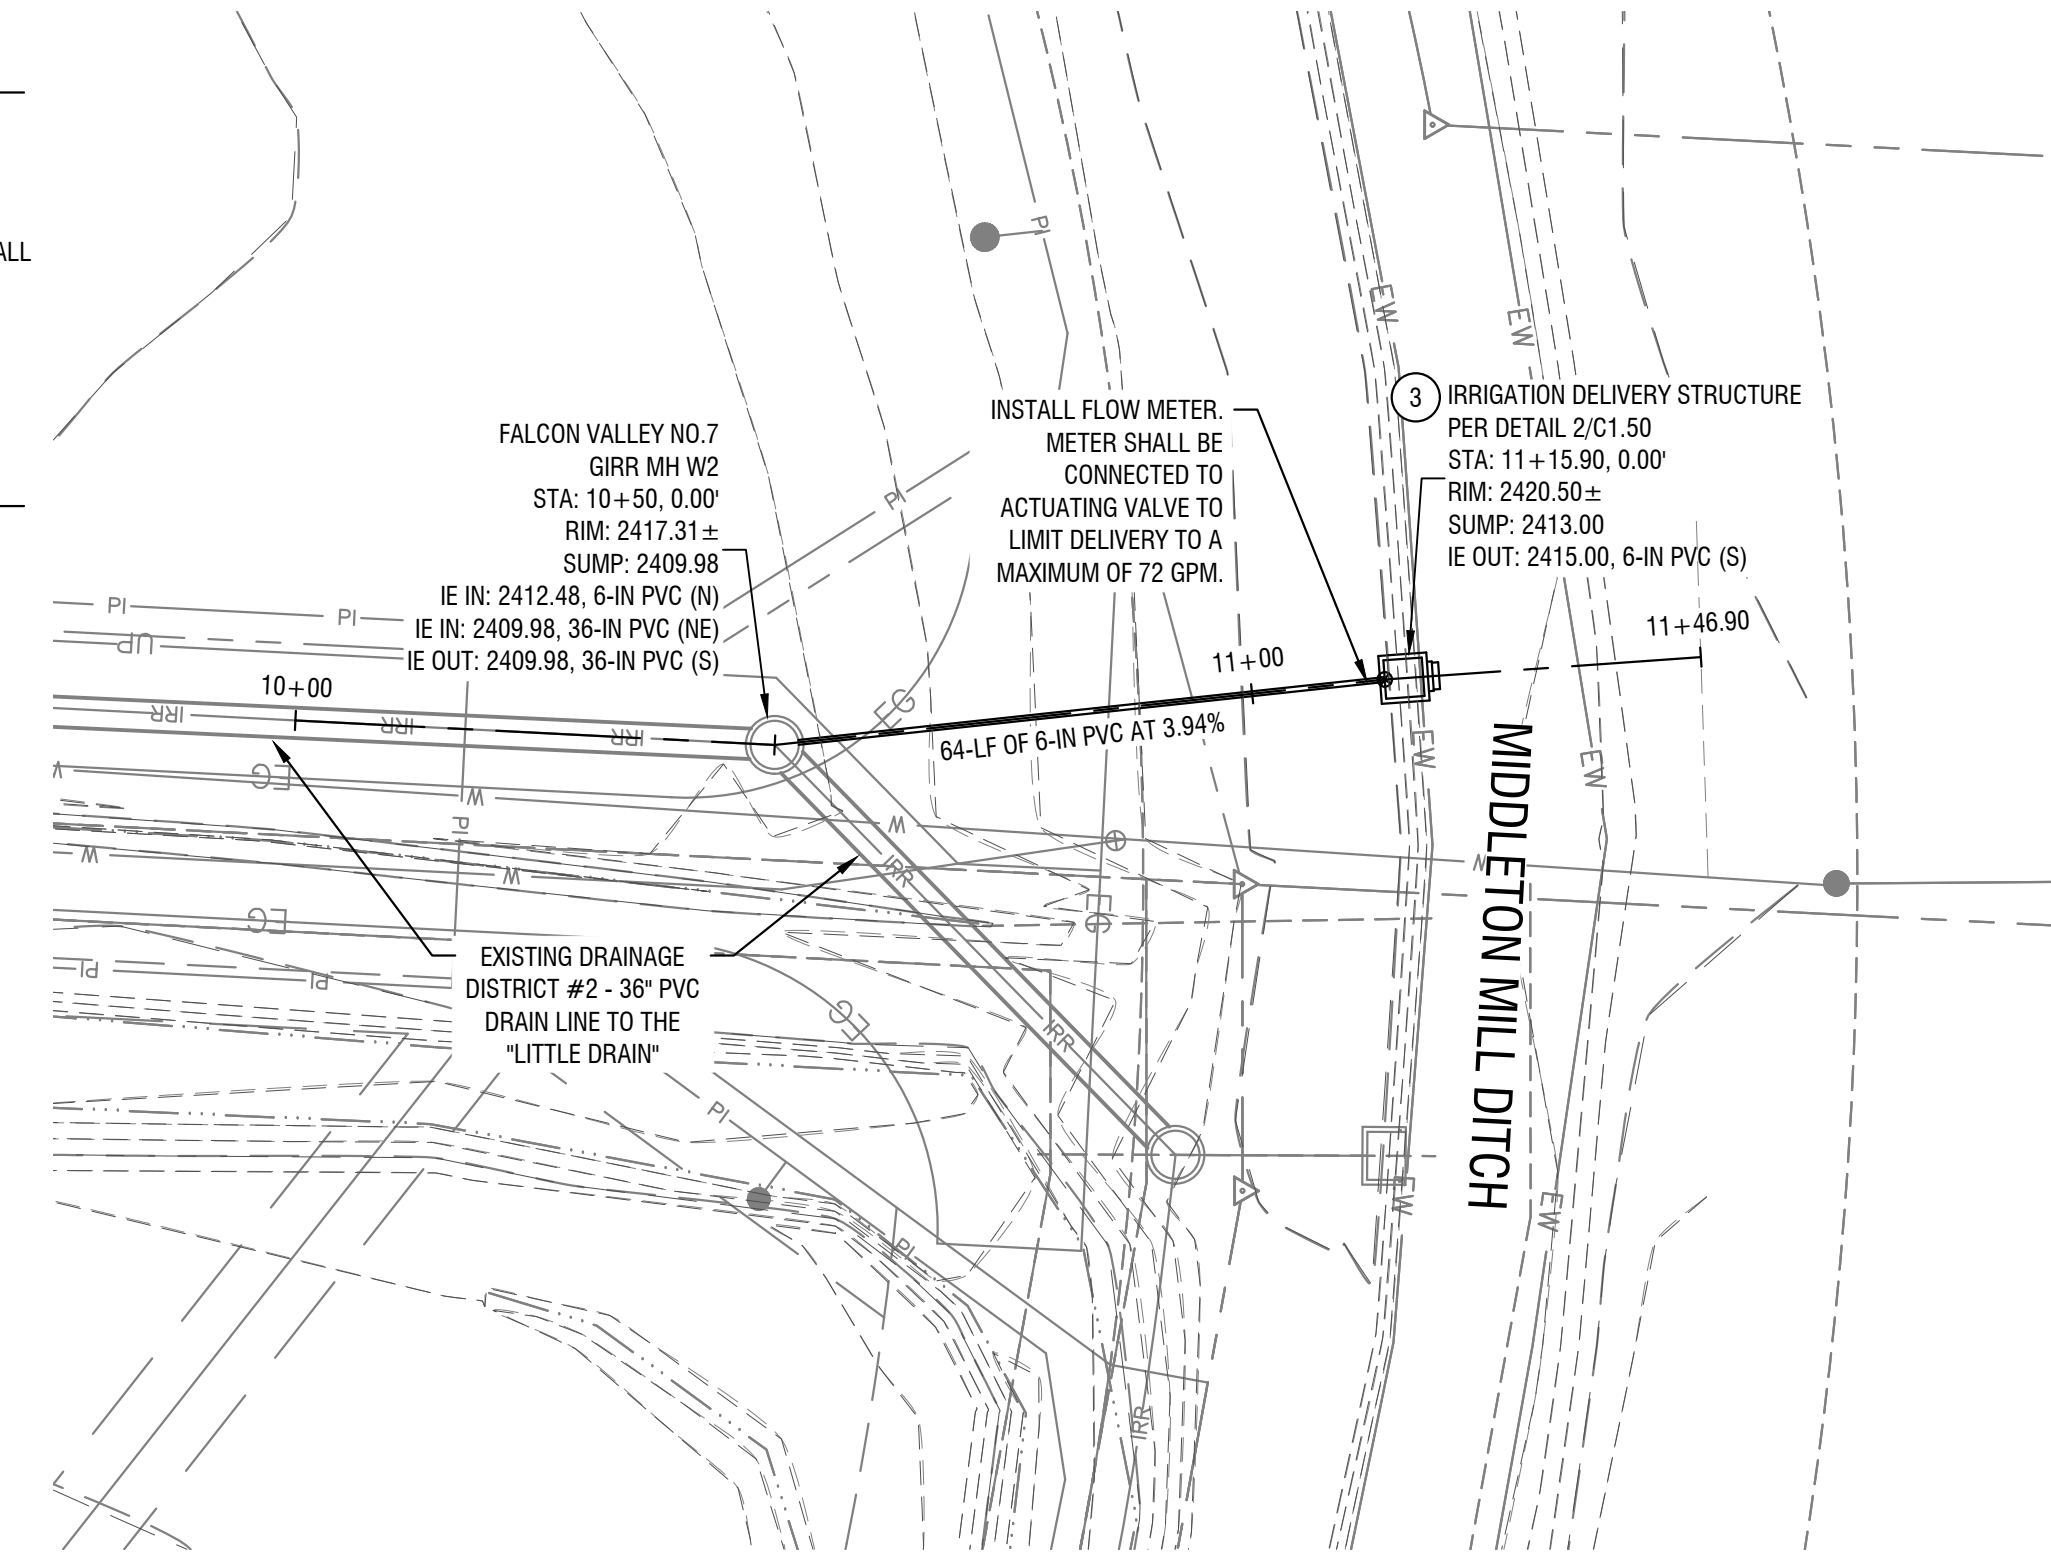 ALL
FALCON VALLEY NO.7
GIRR MH W2
STA: 10+50, 0.00'
RIM: 2417.31±
SUMP: 2409.98
IE IN: 2412.48, 6-IN PVC (N)
IE IN: 2409.98, 36-IN PVC (NE)
IE OUT: 2409.98, 36-IN PVC (S)
INSTALL FLOW METER.
METER SHALL BE
CONNECTED TO
ACTUATING VALVE TO
LIMIT DELIVERY TO A
MAXIMUM OF 72 GPM.
3
IRRIGATION DELIVERY STRUCTURE
PER DETAIL 2/C1.50
STA: 11+15.90, 0.00'
RIM: 2420.50±
SUMP: 2413.00
IE OUT: 2415.00, 6-IN PVC (S)
10+00
11+00
11+46.90
64-LF OF 6-IN PVC AT 3.94%
MIDDLETON MILL DITCH
EXISTING DRAINAGE
DISTRICT #2 - 36" PVC
DRAIN LINE TO THE
"LITTLE DRAIN"
PI
PI
PI
PI
PI
PI
PI
PI
PI
UP
IRR
IRR
IRR
IRR
IRR
IRR
EG
EG
EG
EG
EG
W
W
W
W
W
W
EW
EW
EW
EW
EW
EW